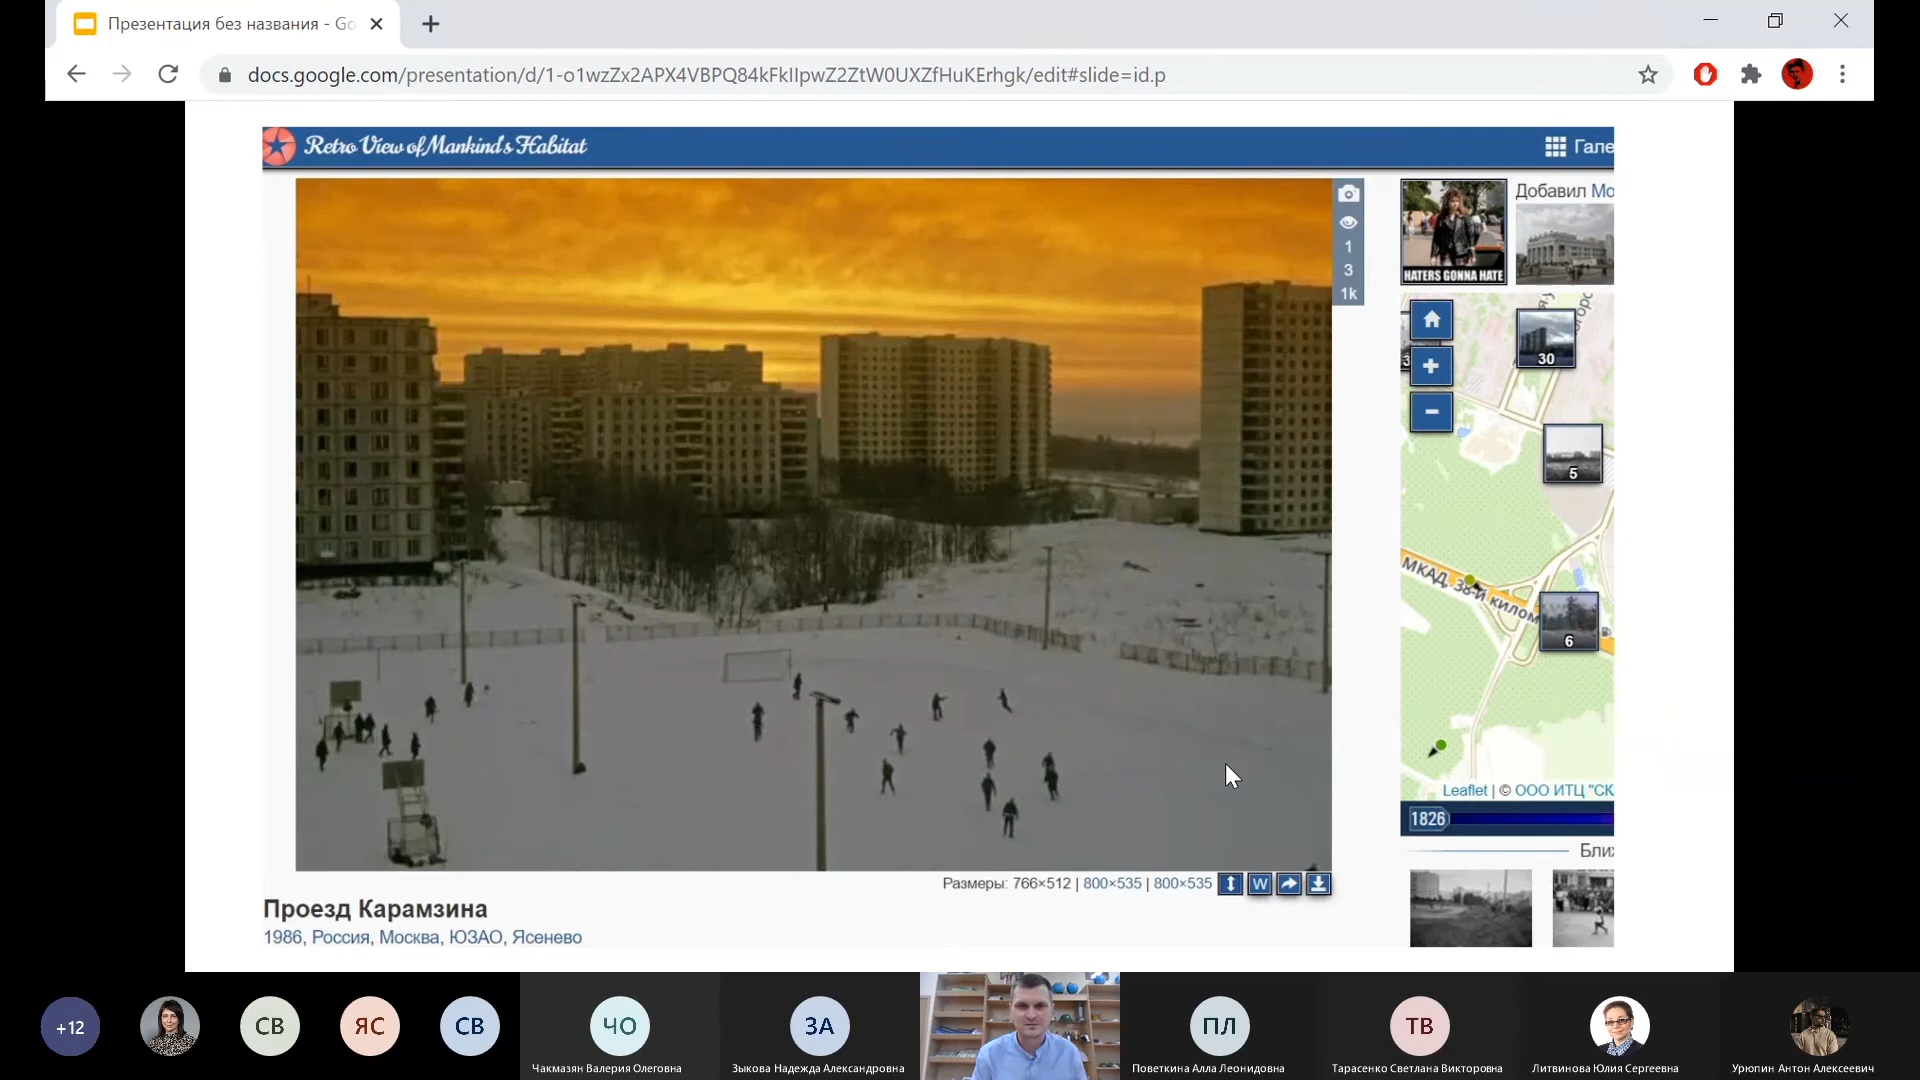 Презентация без названия - Go
docs.google.com/presentation/d/1-o1wzZx2APX4VBPQ84kFkIIpwZ2ZtW0UXZfHuKErhgk/edit#slide=id.p
Retro View of Mankind's Habitat
Гале
1
3
1k
HATERS GONNA HATE
Добавил Мо
30
5
МКАД, 38-й килом
6
Leaflet | © ООО ИТЦ "СК
1826
Бли
Размеры: 766×512 | 800×535 | 800×535
W
Проезд Карамзина
1986, Россия, Москва, ЮЗАО, Ясенево
+12
СВ
ЯС
СВ
ЧО
ЗА
ПЛ
ТВ
Чакмазян Валерия Олеговна
Зыкова Надежда Александровна
Поветкина Алла Леонидовна
Тарасенко Светлана Викторовна
Литвинова Юлия Сергеевна
Урюпин Антон Алексеевич